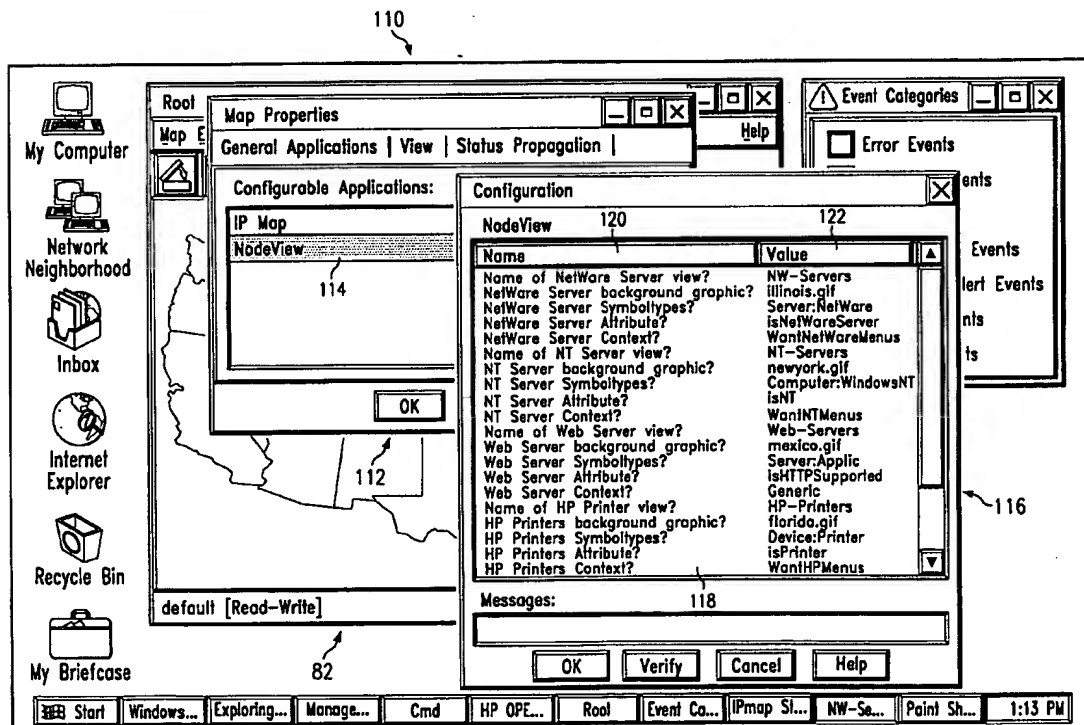 110
My Computer
Network
Neighborhood
Inbox
Internet
Explorer
Recycle Bin
My Briefcase
Root
Map E
Help
default [Read-Write]
82
Map Properties
General Applications | View | Status Propagation |
Configurable Applications:
IP Map
NodeView
114
OK
112
Event Categories
Error Events
ents
Events
lert Events
nts
ts
Configuration
NodeView
120
122
Name Value
Name of NetWare Server view? NW-Servers
NetWare Server background graphic? illinois.gif
NetWare Server Symboltypes? Server:NetWare
NetWare Server Attribute? isNetWareServer
NetWare Server Context? WantNetWareMenus
Name of NT Server view? NT-Servers
NT Server background graphic? newyork.gif
NT Server Symboltypes? Computer:WindowsNT
NT Server Attribute? isNT
NT Server Context? WantNTMenus
Name of Web Server view? Web-Servers
Web Server background graphic? mexico.gif
Web Server Symboltypes? Server:Applic
Web Server Attribute? isHTTPSupported
Web Server Context? Generic
Name of HP Printer view? HP-Printers
HP Printers background graphic? florida.gif
HP Printers Symboltypes? Device:Printer
HP Printers Attribute? isPrinter
HP Printers Context? WantHPMenus
116
118
Messages:
OK Verify Cancel Help
Start Windows... Exploring... Manage... Cmd HP OPE... Root Event Ca... IPmap St... NW-Se... Paint Sh... 1:13 PM